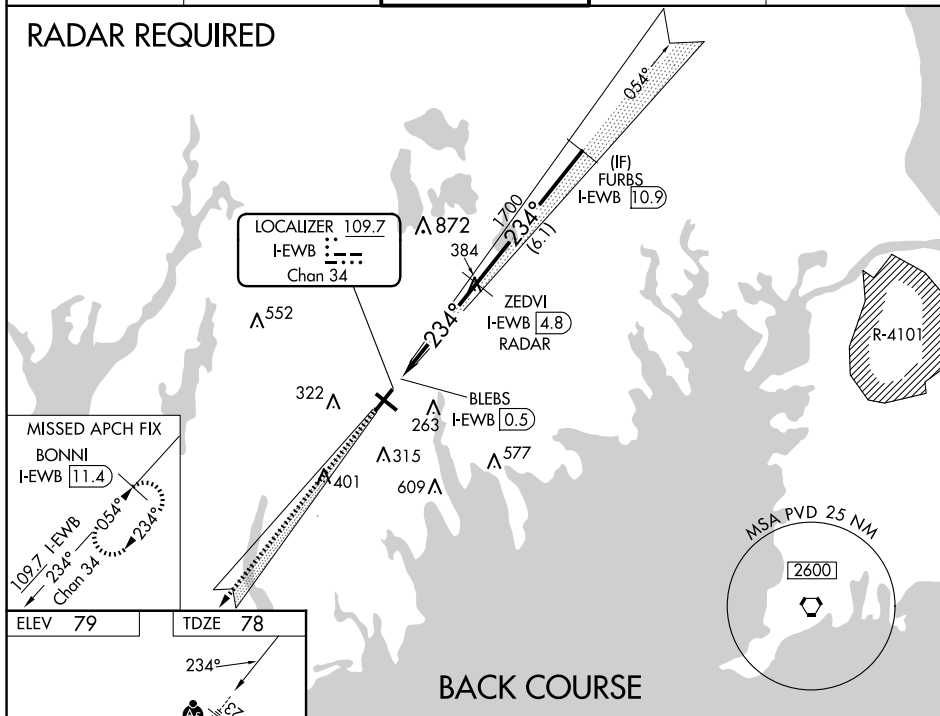 RADAR REQUIRED
054°
(IF)
FURBS
I-EWB 10.9
1700
234°
(6.1)
LOCALIZER 109.7
I-EWB
Chan 34
872
384
ZEDVI
I-EWB 4.8
RADAR
234°
552
R-4101
322
BLEBS
I-EWB 0.5
263
315
577
401
609
MISSED APCH FIX
BONNI
I-EWB 11.4
054°
234°
109.7 I-EWB
234°
Chan 34
MSA PVD 25 NM
2600
ELEV 79
TDZE 78
234°
BACK COURSE